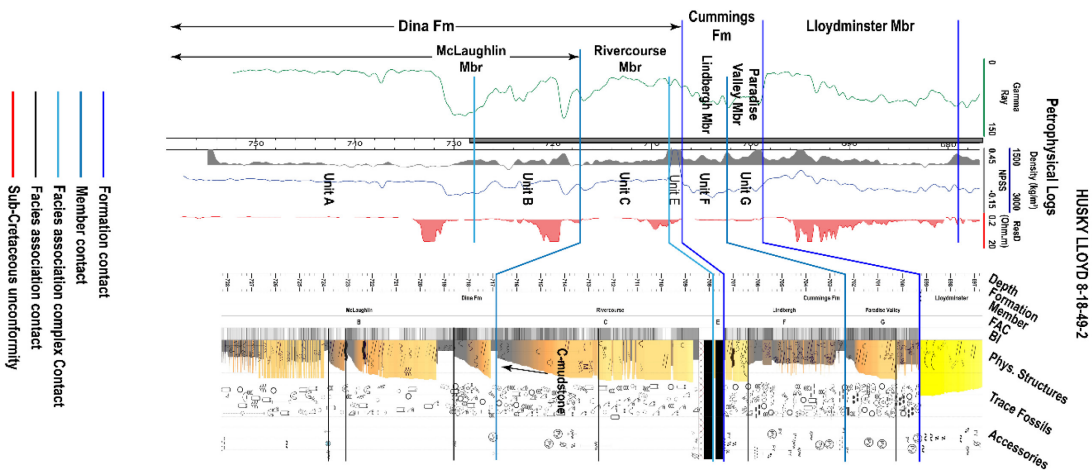 HUSKY LLOYD 8-18-49-2
Petrophysical Logs
Gamma
Ray
0
150
1500
Density (kg/m³)
3000
0.45
NPSS
-0.15
ResD
(Ohm.m)
0.2
20
Dina Fm
Cummings
Fm
Lloydminster Mbr
McLaughlin
Mbr
Rivercourse
Mbr
Lindbergh Mbr
Paradise
Valley Mbr
750
740
720
690
680
Unit A
Unit B
Unit C
Unit E
Unit F
Unit G
Depth
Formation
Member
FAC
BI
Phys. Structures
Trace Fossils
Accessories
Dina Fm
Cummings Fm
Lloydminster
McLaughlin
Rivercourse
Lindbergh
Paradise Valley
B
C
E
F
G
C-mudstone
Formation contact
Member contact
Facies association complex Contact
Facies association contact
Sub-Cretaceous unconformity